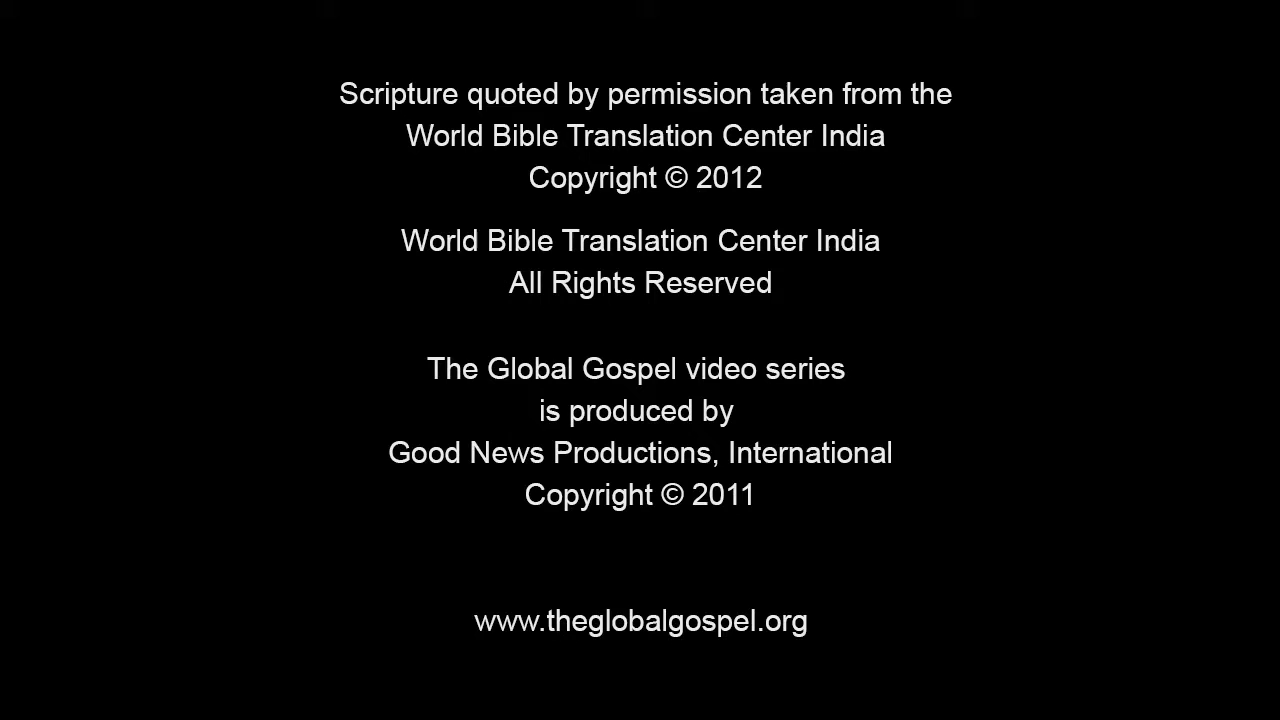 Scripture quoted by permission taken from the
World Bible Translation Center India
Copyright © 2012
World Bible Translation Center India
All Rights Reserved
The Global Gospel video series
is produced by
Good News Productions, International
Copyright © 2011
www.theglobalgospel.org